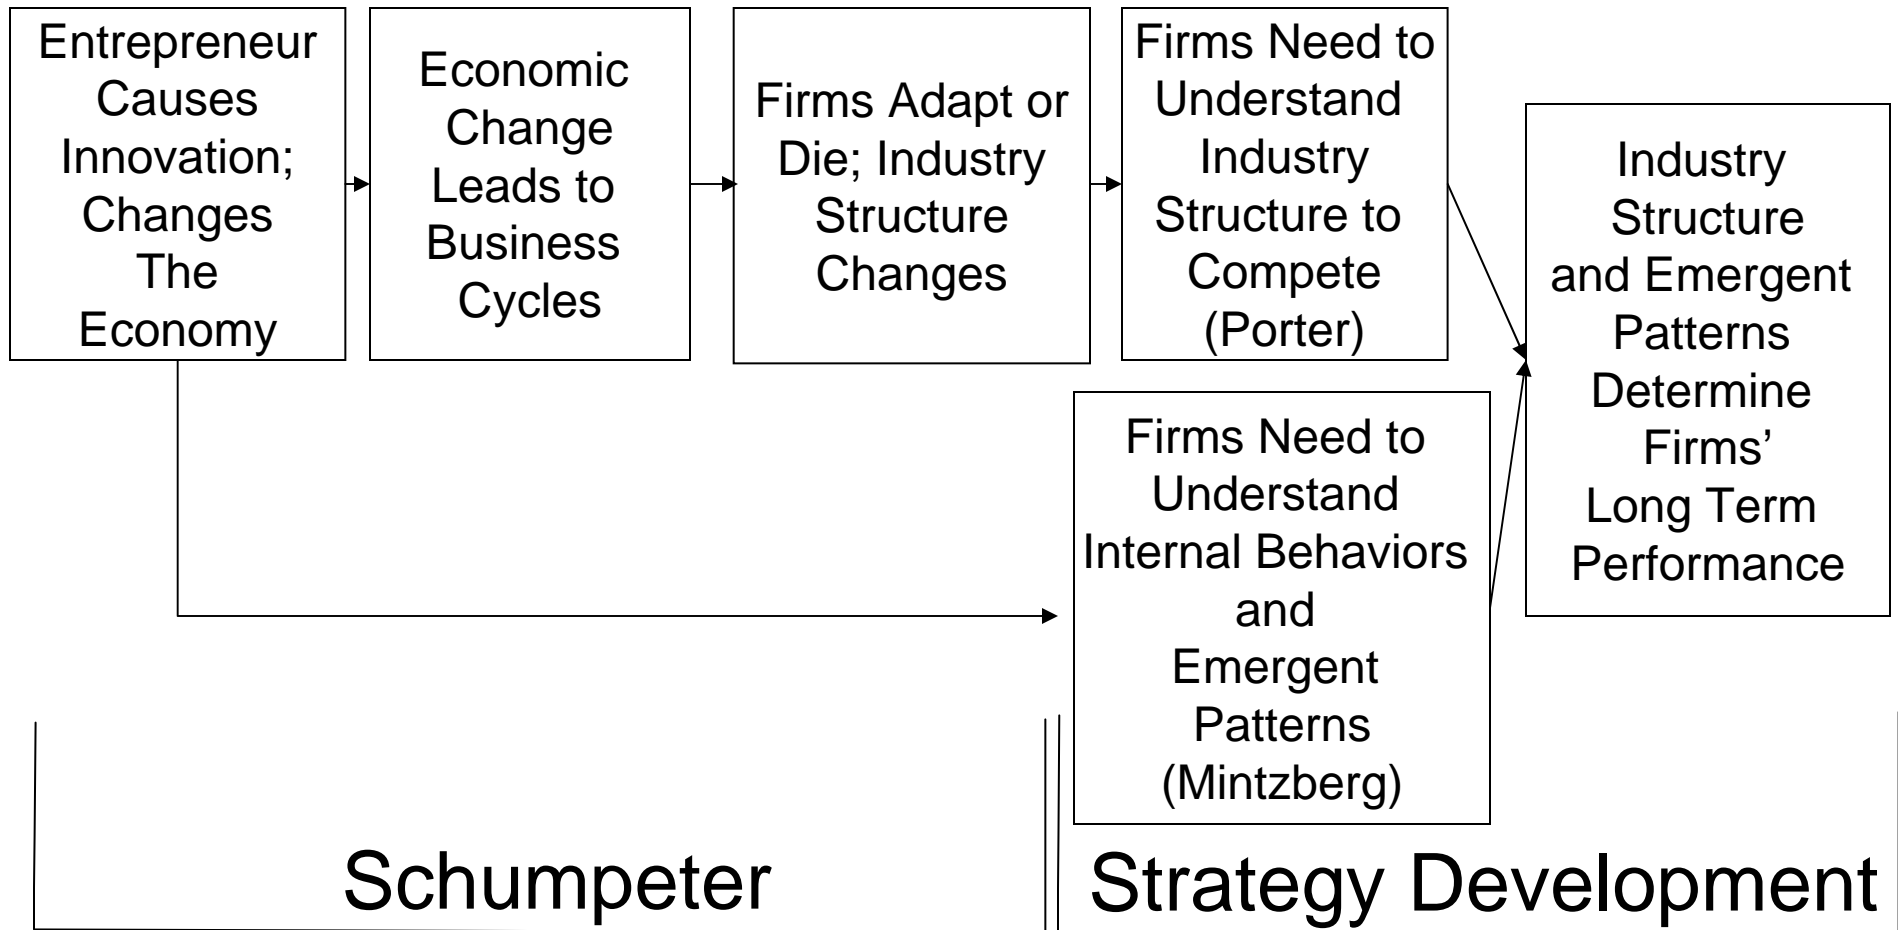 Entrepreneur
Causes
Innovation;
Changes
The
Economy
Economic
Change
Leads to
Business
Cycles
Firms Adapt or
Die; Industry
Structure
Changes
Firms Need to
Understand
Industry
Structure to
Compete
(Porter)
Industry
Structure
and Emergent
Patterns
Determine
Firms’
Long Term
Performance
Firms Need to
Understand
Internal Behaviors
and
Emergent
Patterns
(Mintzberg)
Schumpeter
Strategy Development